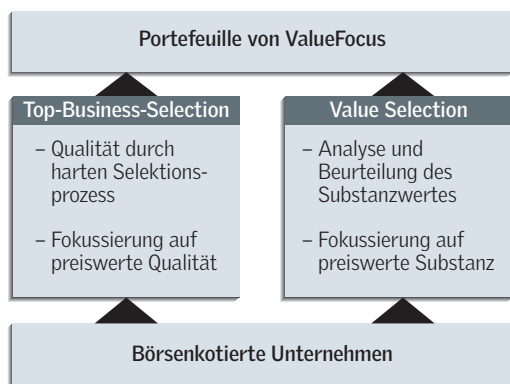 Portefeuille von ValueFocus
Top-Business-Selection
– Qualität durch
harten Selektions-
prozess
– Fokussierung auf
preiswerte Qualität
Value Selection
– Analyse und
Beurteilung des
Substanzwertes
– Fokussierung auf
preiswerte Substanz
Börsenkotierte Unternehmen